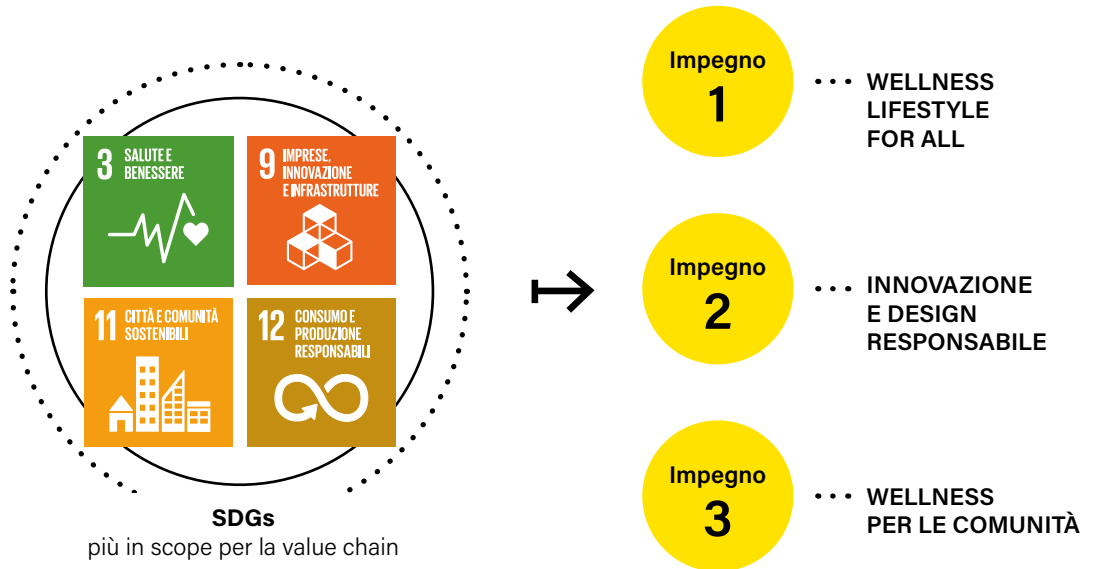 3 SALUTE E
BENESSERE
9 IMPRESE,
INNOVAZIONE
E INFRASTRUTTURE
11 CITTÀ E COMUNITÀ
SOSTENIBILI
12 CONSUMO E
PRODUZIONE
RESPONSABILI
SDGs
più in scope per la value chain
Impegno
1
WELLNESS
LIFESTYLE
FOR ALL
Impegno
2
INNOVAZIONE
E DESIGN
RESPONSABILE
Impegno
3
WELLNESS
PER LE COMUNITÀ